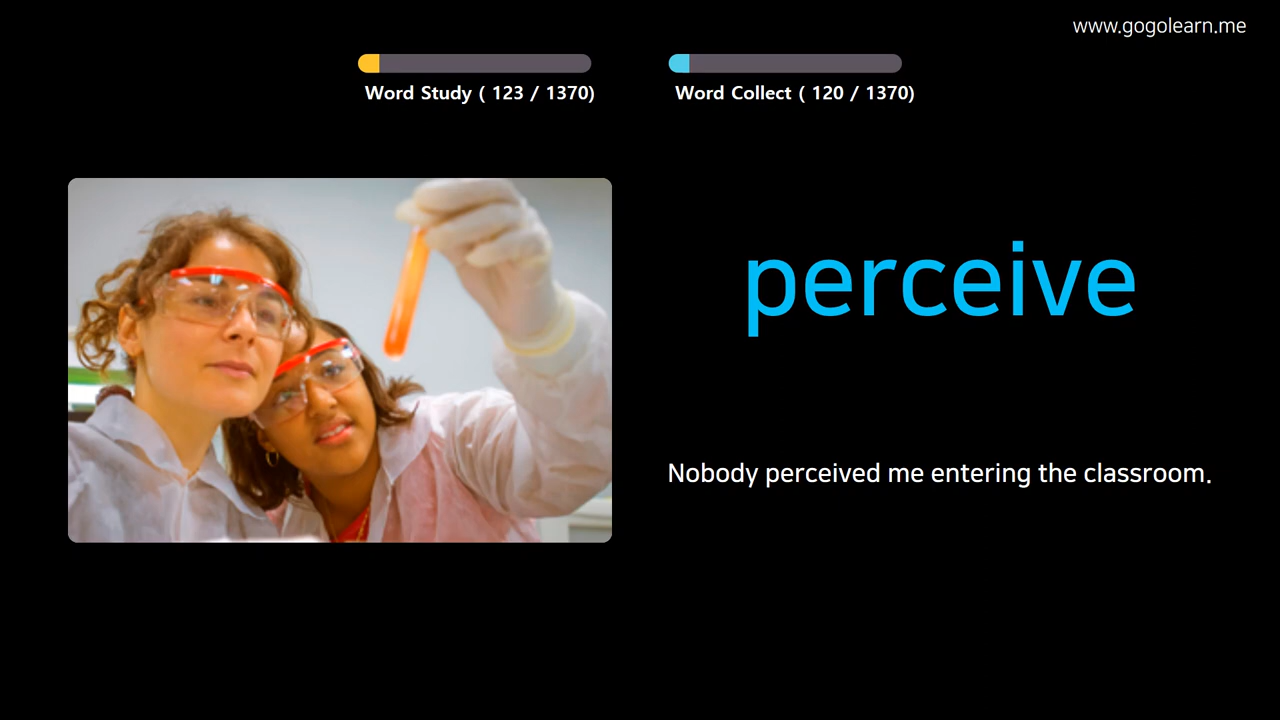 www.gogolearn.me
Word Study ( 123 / 1370)
Word Collect ( 120 / 1370)
perceive
Nobody perceived me entering the classroom.